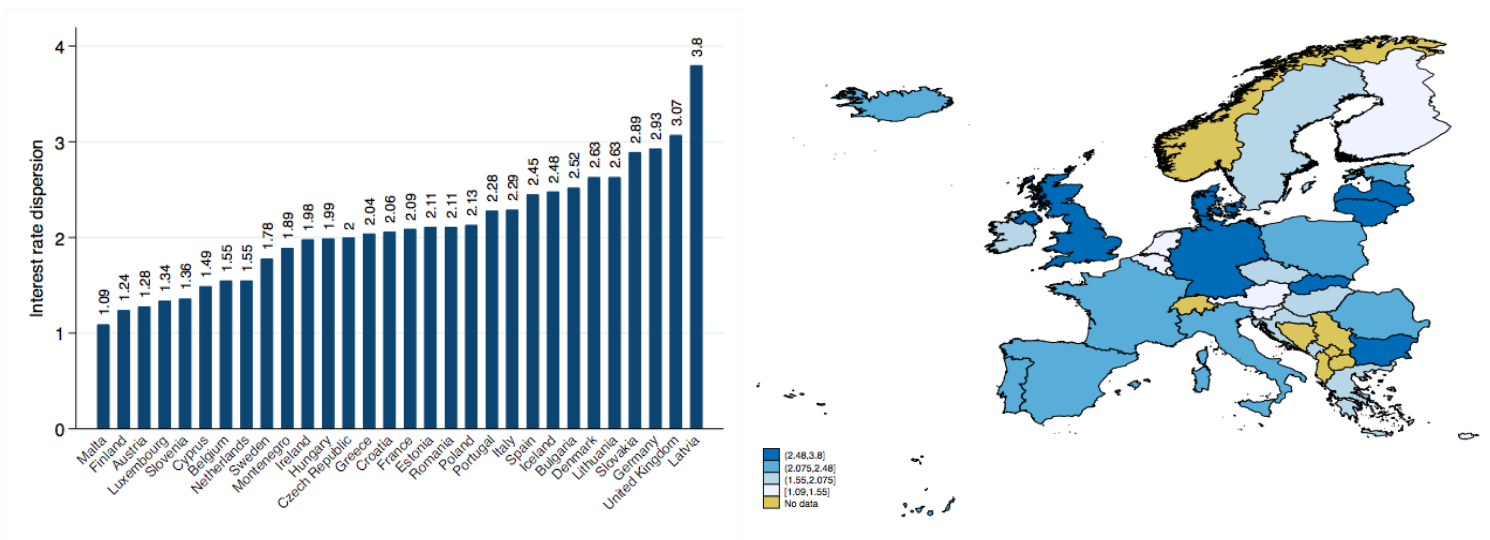 Interest rate dispersion
4
3
2
1
0
1.09
1.24
1.28
1.34
1.36
1.49
1.55
1.55
1.78
1.89
1.98
1.99
2
2.04
2.06
2.09
2.11
2.11
2.13
2.28
2.29
2.45
2.48
2.52
2.63
2.63
2.89
2.93
3.07
3.8
Malta
Finland
Austria
Luxembourg
Slovenia
Cyprus
Belgium
Netherlands
Sweden
Montenegro
Ireland
Hungary
Czech Republic
Greece
Croatia
France
Estonia
Romania
Poland
Portugal
Italy
Spain
Iceland
Bulgaria
Denmark
Lithuania
Slovakia
Germany
United Kingdom
Latvia
(2.48,3.8]
(2.075,2.48]
(1.55,2.075]
[1.09,1.55]
No data